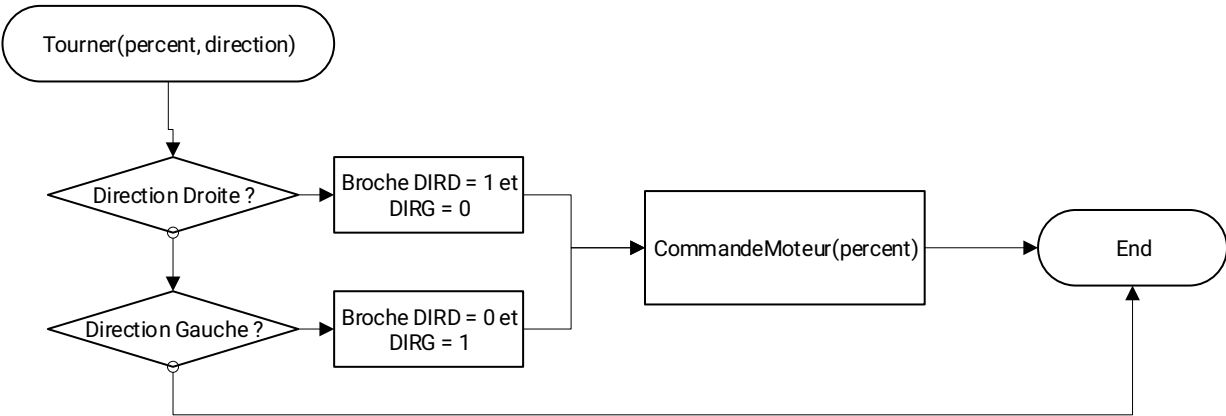 Tourner(percent, direction)
Direction Droite ?
Broche DIRD = 1 et
DIRG = 0
CommandeMoteur(percent)
End
Direction Gauche ?
Broche DIRD = 0 et
DIRG = 1